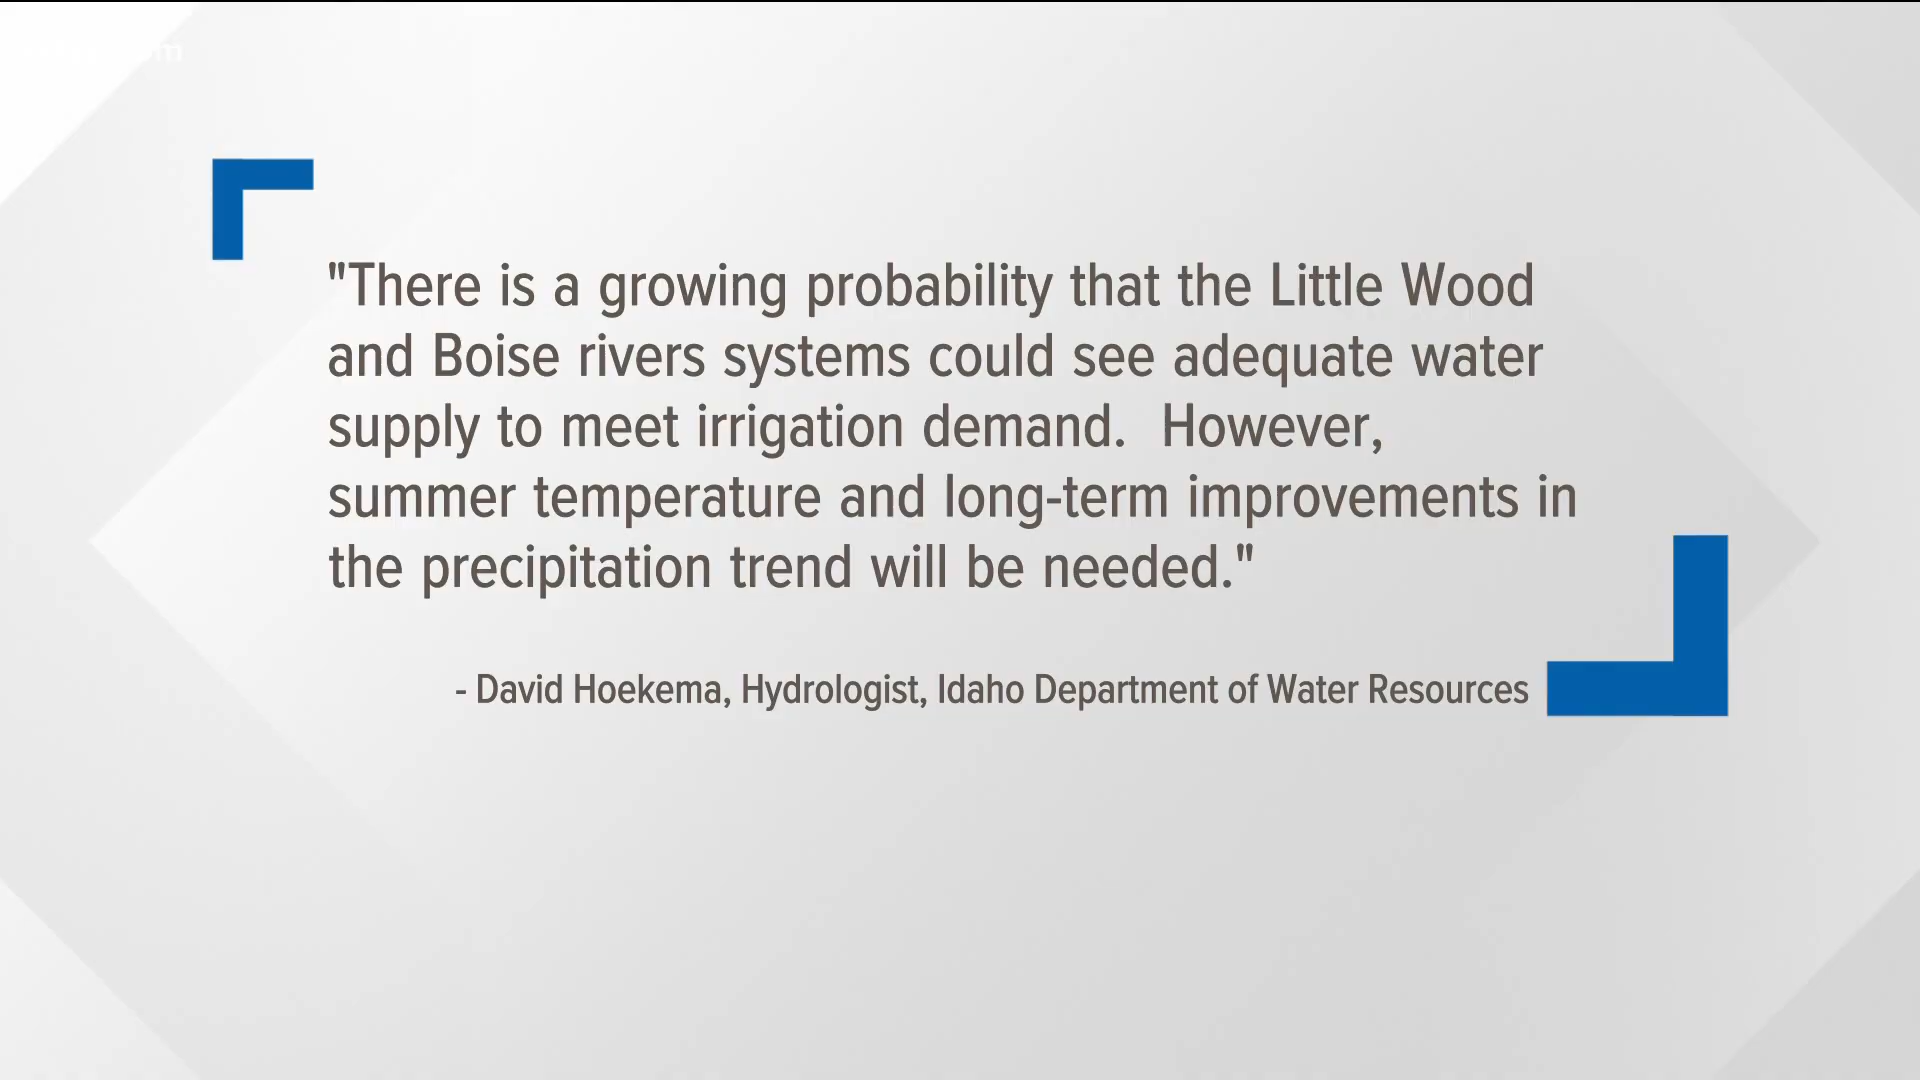 "There is a growing probability that the Little Wood
and Boise rivers systems could see adequate water
supply to meet irrigation demand.  However,
summer temperature and long-term improvements in
the precipitation trend will be needed."
- David Hoekema, Hydrologist, Idaho Department of Water Resources